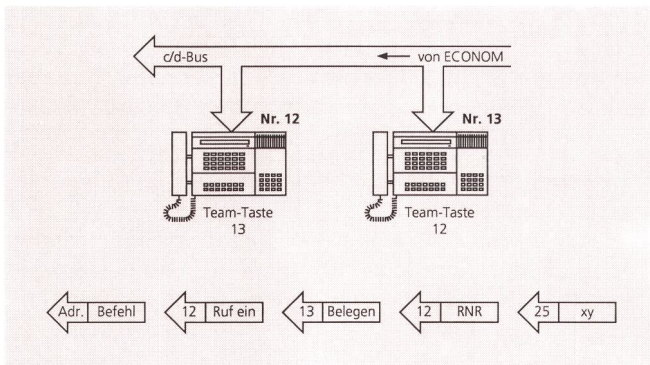 c/d-Bus von ECONOM
Nr. 12 Nr. 13
Team-Taste Team-Taste
13 12
Adr. Befehl 12 Ruf ein 13 Belegen 12 RNR 25 xy